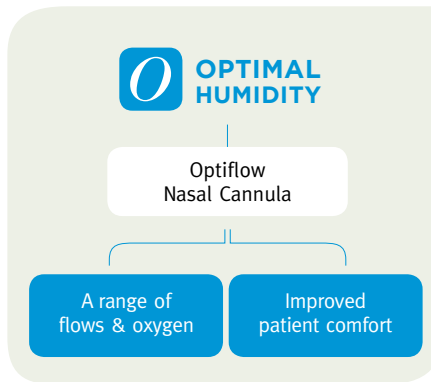 O OPTIMAL
HUMIDITY
Optiflow
Nasal Cannula
A range of
flows & oxygen
Improved
patient comfort